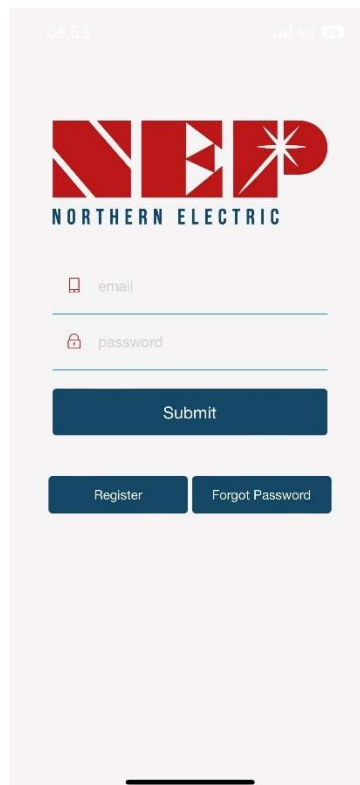 NEP
NORTHERN ELECTRIC
email
password
Submit
Register
Forgot Password